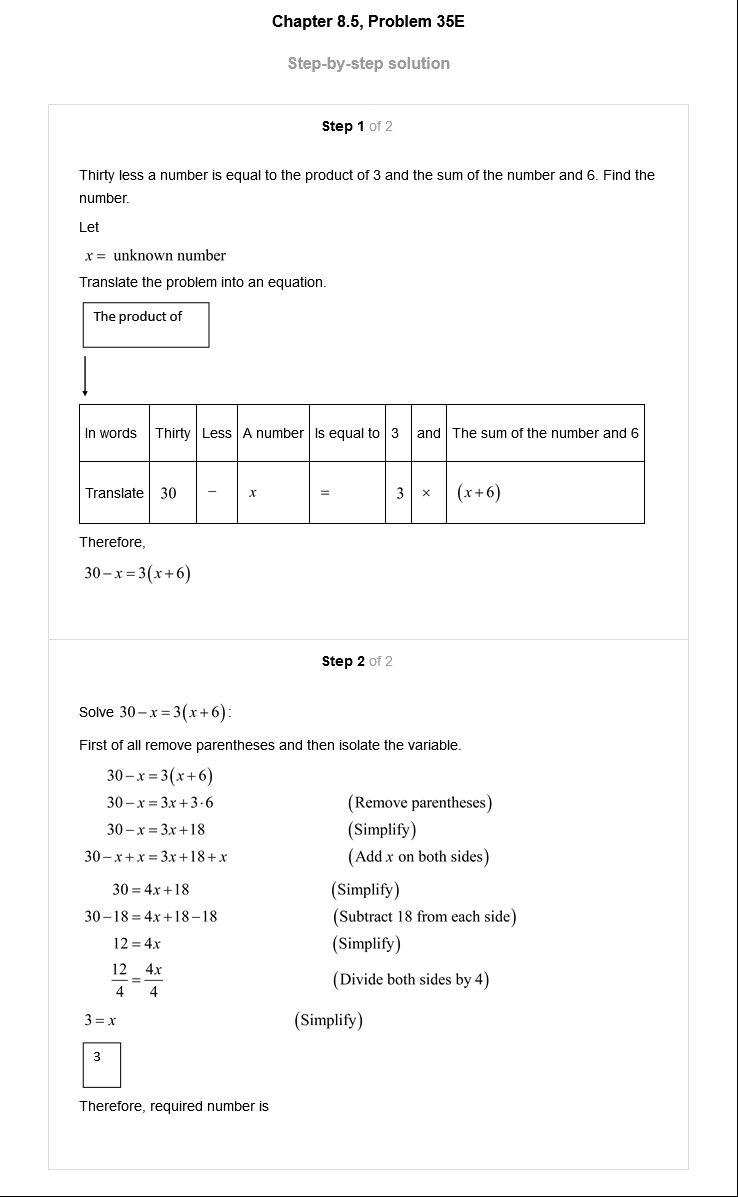 Chapter 8.5, Problem 35E
Step-by-step solution
Step 1 of 2
Thirty less a number is equal to the product of 3 and the sum of the number and 6. Find the
number.
Let
x = unknown number
Translate the problem into an equation.
The product of
In words Thirty Less A number Is equal to 3 and The sum of the number and 6
Translate 30 − x = 3 × (x+6)
Therefore,
30−x=3(x+6)
Step 2 of 2
Solve 30−x=3(x+6):
First of all remove parentheses and then isolate the variable.
30−x=3(x+6)
30−x=3x+3·6 (Remove parentheses)
30−x=3x+18 (Simplify)
30−x+x=3x+18+x (Add x on both sides)
30=4x+18 (Simplify)
30−18=4x+18−18 (Subtract 18 from each side)
12=4x (Simplify)
12/4=4x/4 (Divide both sides by 4)
3=x (Simplify)
3
Therefore, required number is